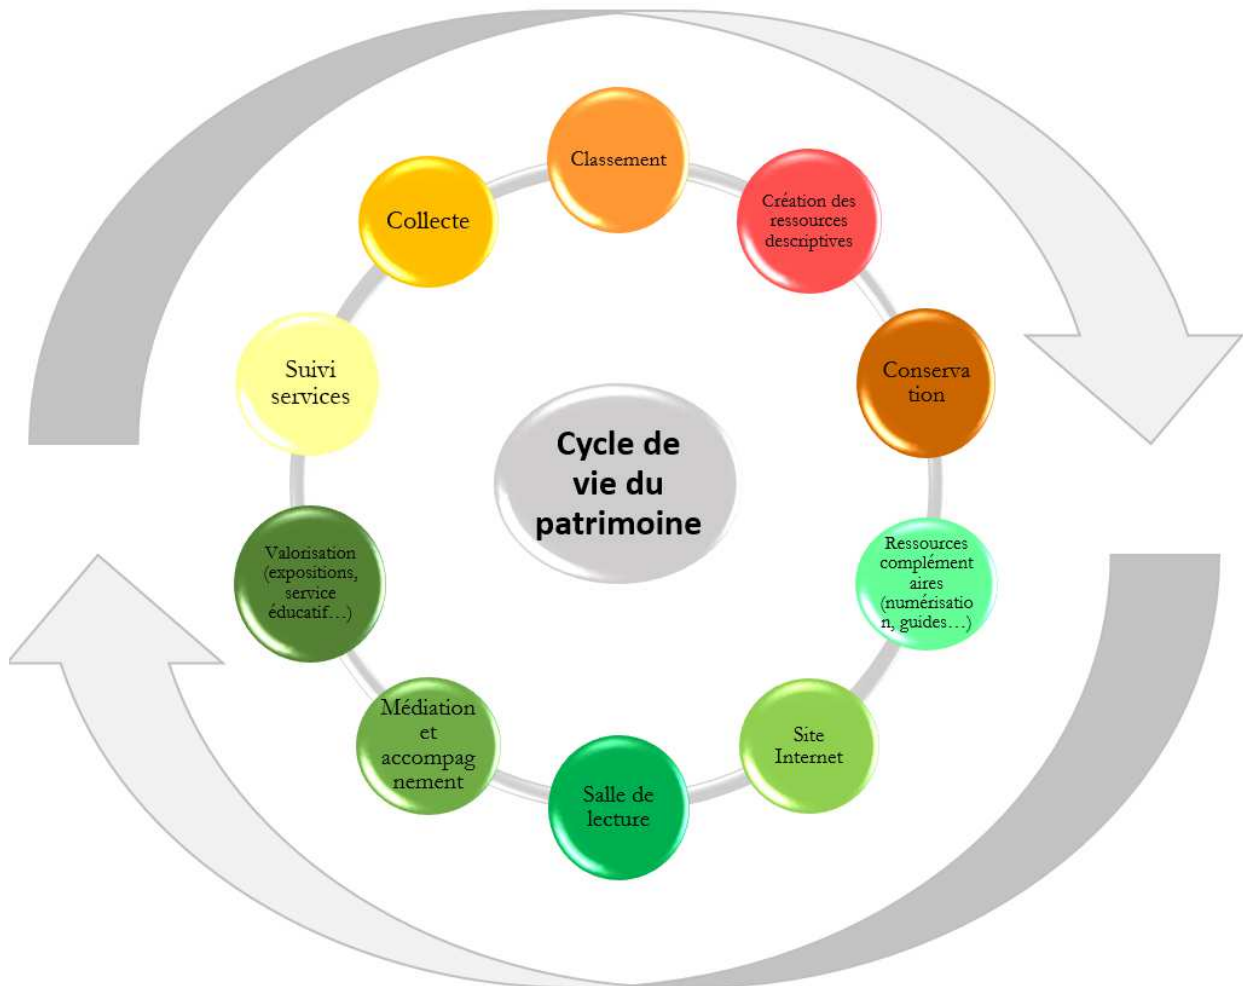 Classement
Création des
ressources
descriptives
Collecte
Conserva
tion
Suivi
services
Cycle de
vie du
patrimoine
Ressources
complément
aires
(numérisatio
n, guides…)
Valorisation
(expositions,
service
éducatif…)
Site
Internet
Médiation
et
accompag
nement
Salle de
lecture